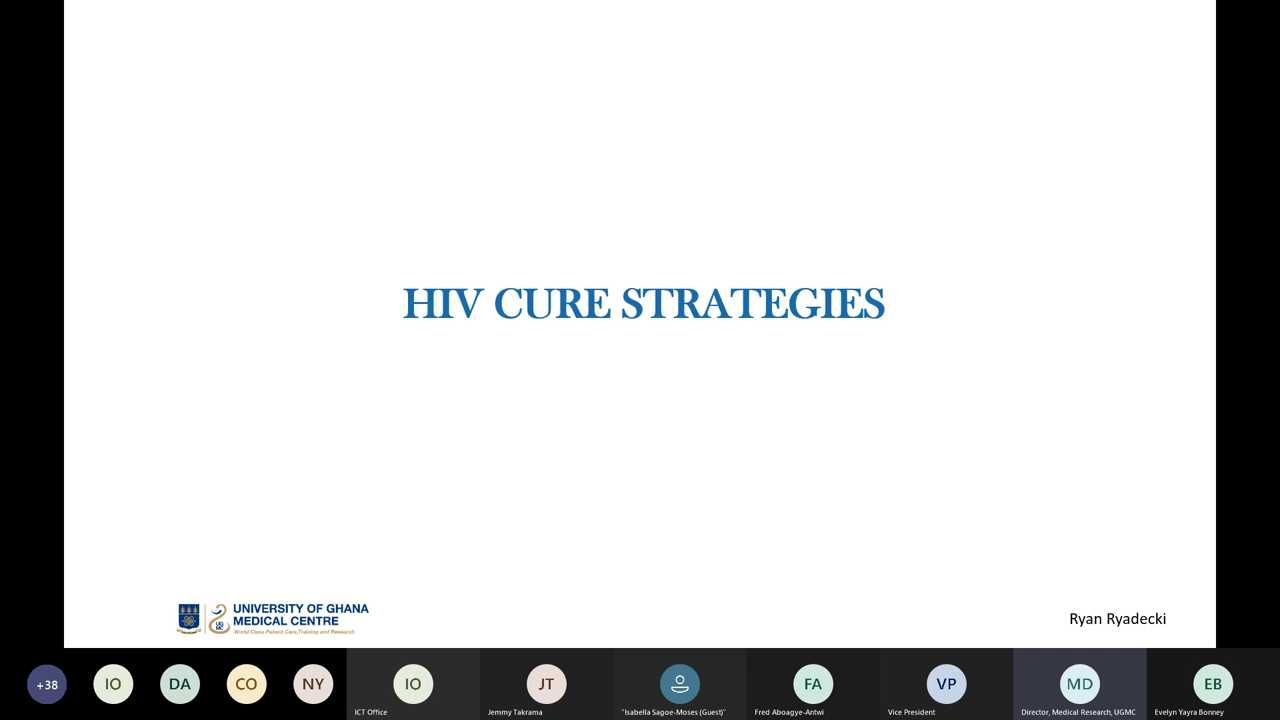 HIV CURE STRATEGIES
UNIVERSITY OF GHANA
MEDICAL CENTRE
World Class Patient Care,Training and Research
UG
MC
Ryan Ryadecki
+38
IO
DA
CO
NY
IO
ICT Office
JT
Jemmy Takrama
"Isabella Sagoe-Moses (Guest)"
FA
Fred Aboagye-Antwi
VP
Vice President
MD
Director, Medical Research, UGMC
EB
Evelyn Yayra Bonney